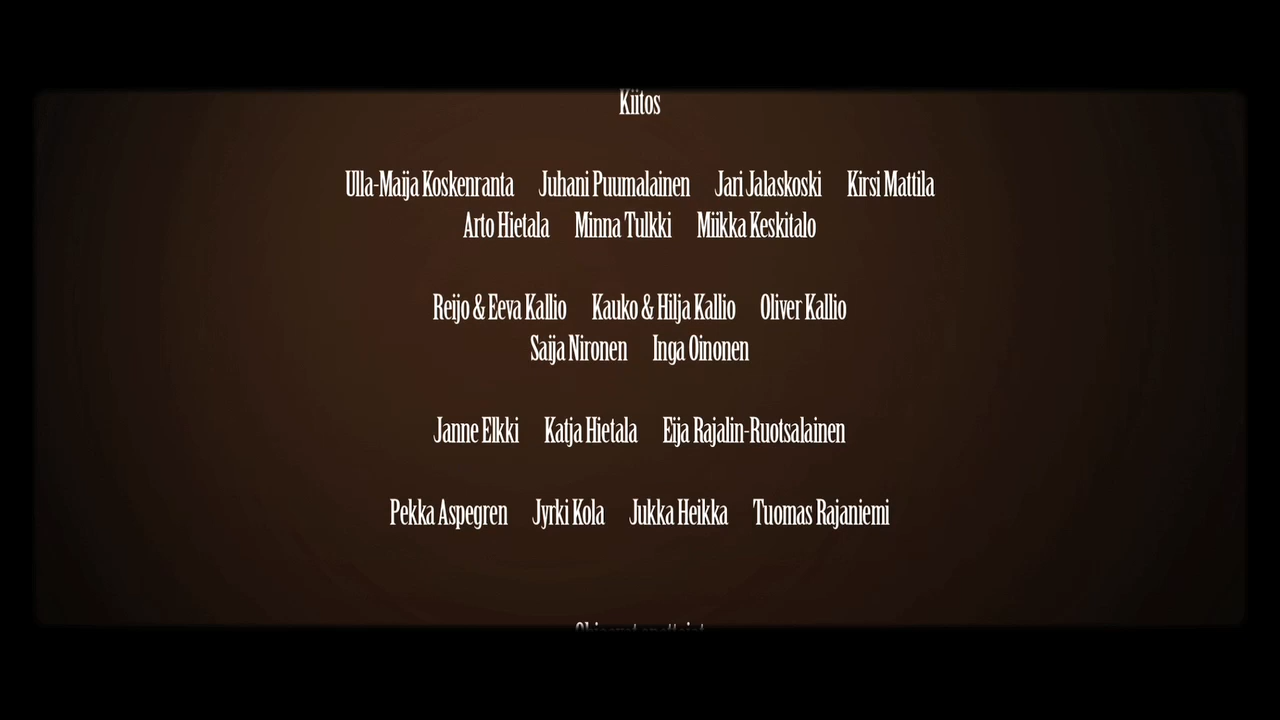 Kiitos
Ulla-Maija Koskenranta Juhani Puumalainen Jari Jalaskoski Kirsi Mattila
Arto Hietala Minna Tulkki Miikka Keskitalo
Reijo & Eeva Kallio Kauko & Hilja Kallio Oliver Kallio
Saija Nironen Inga Oinonen
Janne Elkki Katja Hietala Eija Rajalin-Ruotsalainen
Pekka Aspegren Jyrki Kola Jukka Heikka Tuomas Rajaniemi